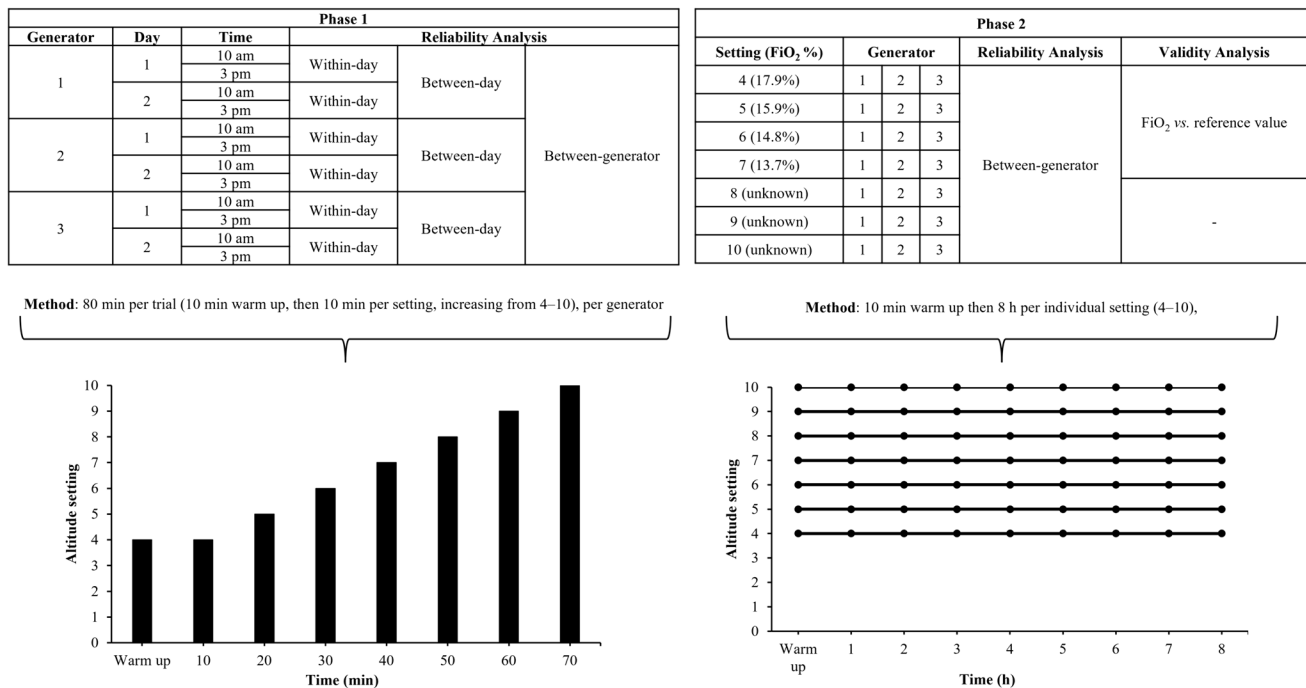 Phase 1
Generator Day Time Reliability Analysis
1 1 10 am Within-day Between-day Between-generator
3 pm
2 10 am Within-day
3 pm
2 1 10 am Within-day Between-day
3 pm
2 10 am Within-day
3 pm
3 1 10 am Within-day Between-day
3 pm
2 10 am Within-day
3 pm
Method: 80 min per trial (10 min warm up, then 10 min per setting, increasing from 4–10), per generator
Altitude setting
10
9
8
7
6
5
4
3
2
1
0
Warm up 10 20 30 40 50 60 70
Time (min)
Phase 2
Setting (FiO2 %) Generator Reliability Analysis Validity Analysis
4 (17.9%) 1 2 3 Between-generator FiO2 vs. reference value
5 (15.9%) 1 2 3
6 (14.8%) 1 2 3
7 (13.7%) 1 2 3
8 (unknown) 1 2 3 -
9 (unknown) 1 2 3
10 (unknown) 1 2 3
Method: 10 min warm up then 8 h per individual setting (4–10),
Altitude setting
10
9
8
7
6
5
4
3
2
1
0
Warm up 1 2 3 4 5 6 7 8
Time (h)